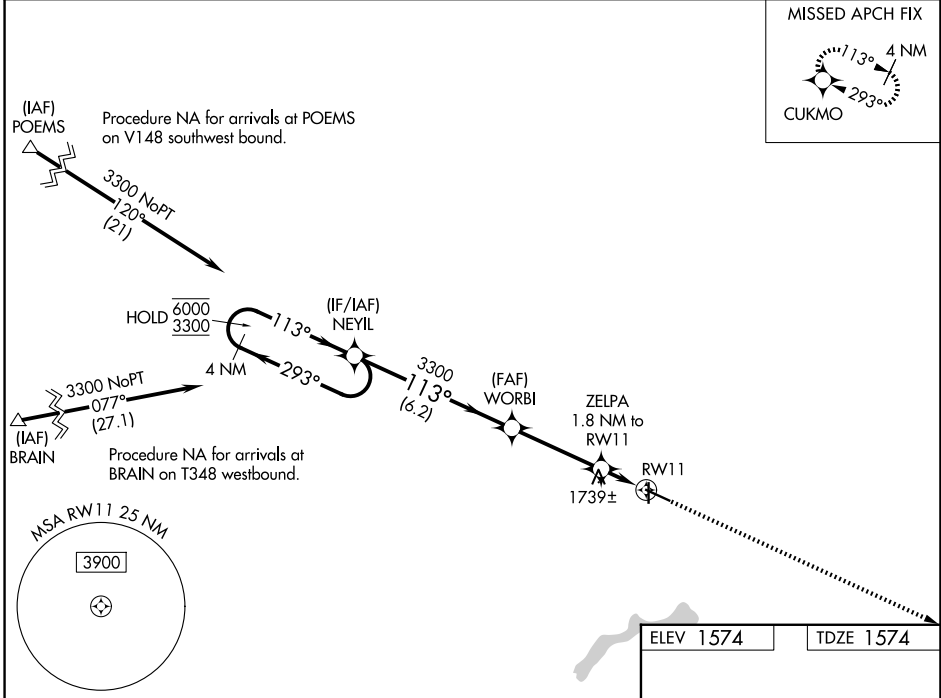 MISSED APCH FIX
113°
4 NM
293°
CUKMO
(IAF)
POEMS
Procedure NA for arrivals at POEMS
on V148 southwest bound.
3300 NoPT
120°
(21)
HOLD
6000
3300
113°
4 NM
293°
(IF/IAF)
NEYIL
3300
113°
(6.2)
(FAF)
WORBI
ZELPA
1.8 NM to
RW11
RW11
1739±
3300 NoPT
077°
(27.1)
(IAF)
BRAIN
Procedure NA for arrivals at
BRAIN on T348 westbound.
MSA RW11 25 NM
3900
ELEV 1574
TDZE 1574